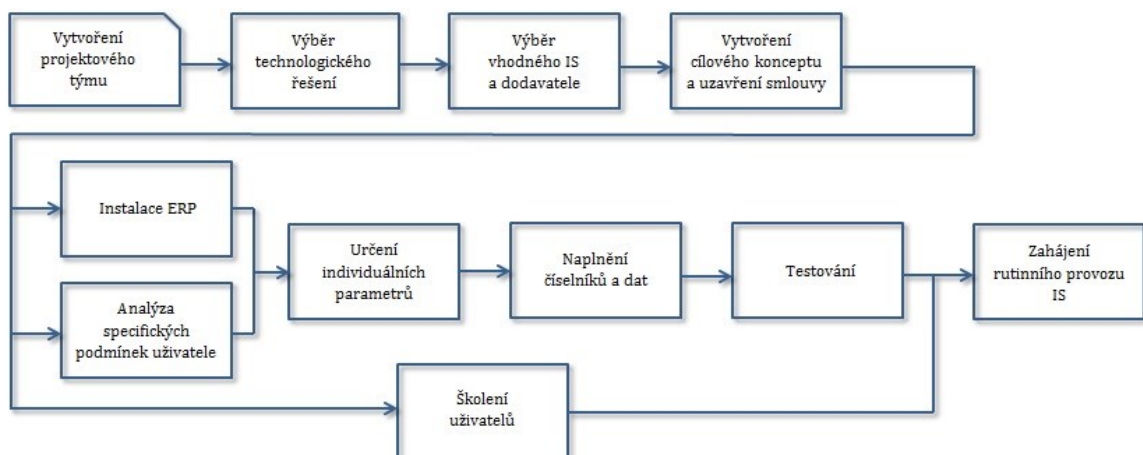 Vytvoření
projektového
týmu
Výběr
technologického
řešení
Výběr
vhodného IS
a dodavatele
Vytvoření
cílového konceptu
a uzavření smlouvy
Instalace ERP
Analýza
specifických
podmínek uživatele
Určení
individuálních
parametrů
Naplnění
číselníků a dat
Testování
Zahájení
rutinního provozu
IS
Školení
uživatelů